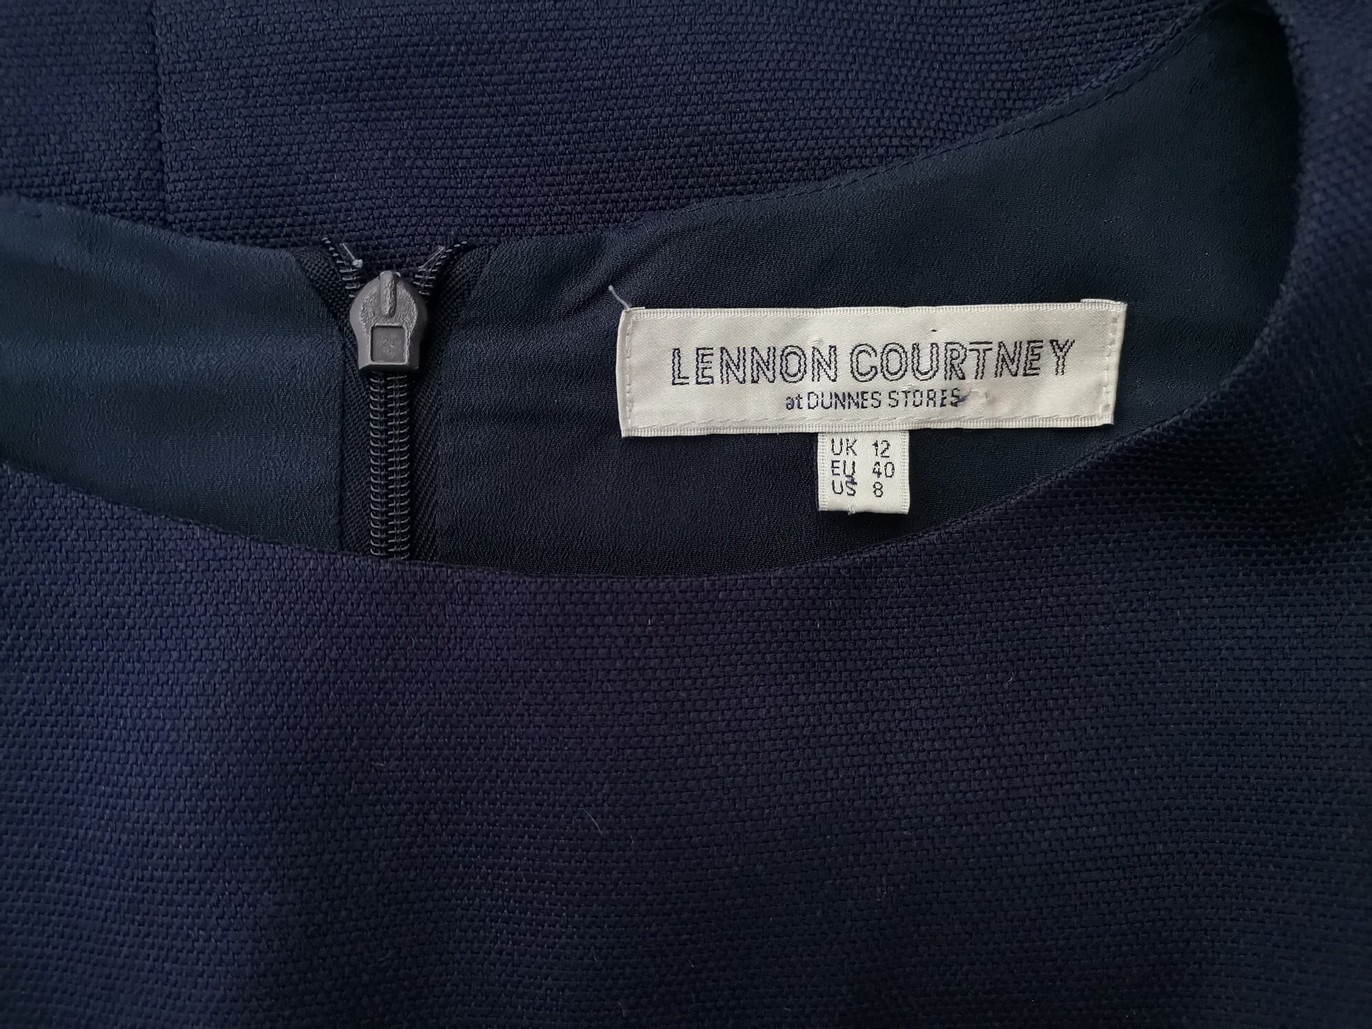 LENNON COURTNEY
at DUNNES STORES
UK 12
EU 40
US 8